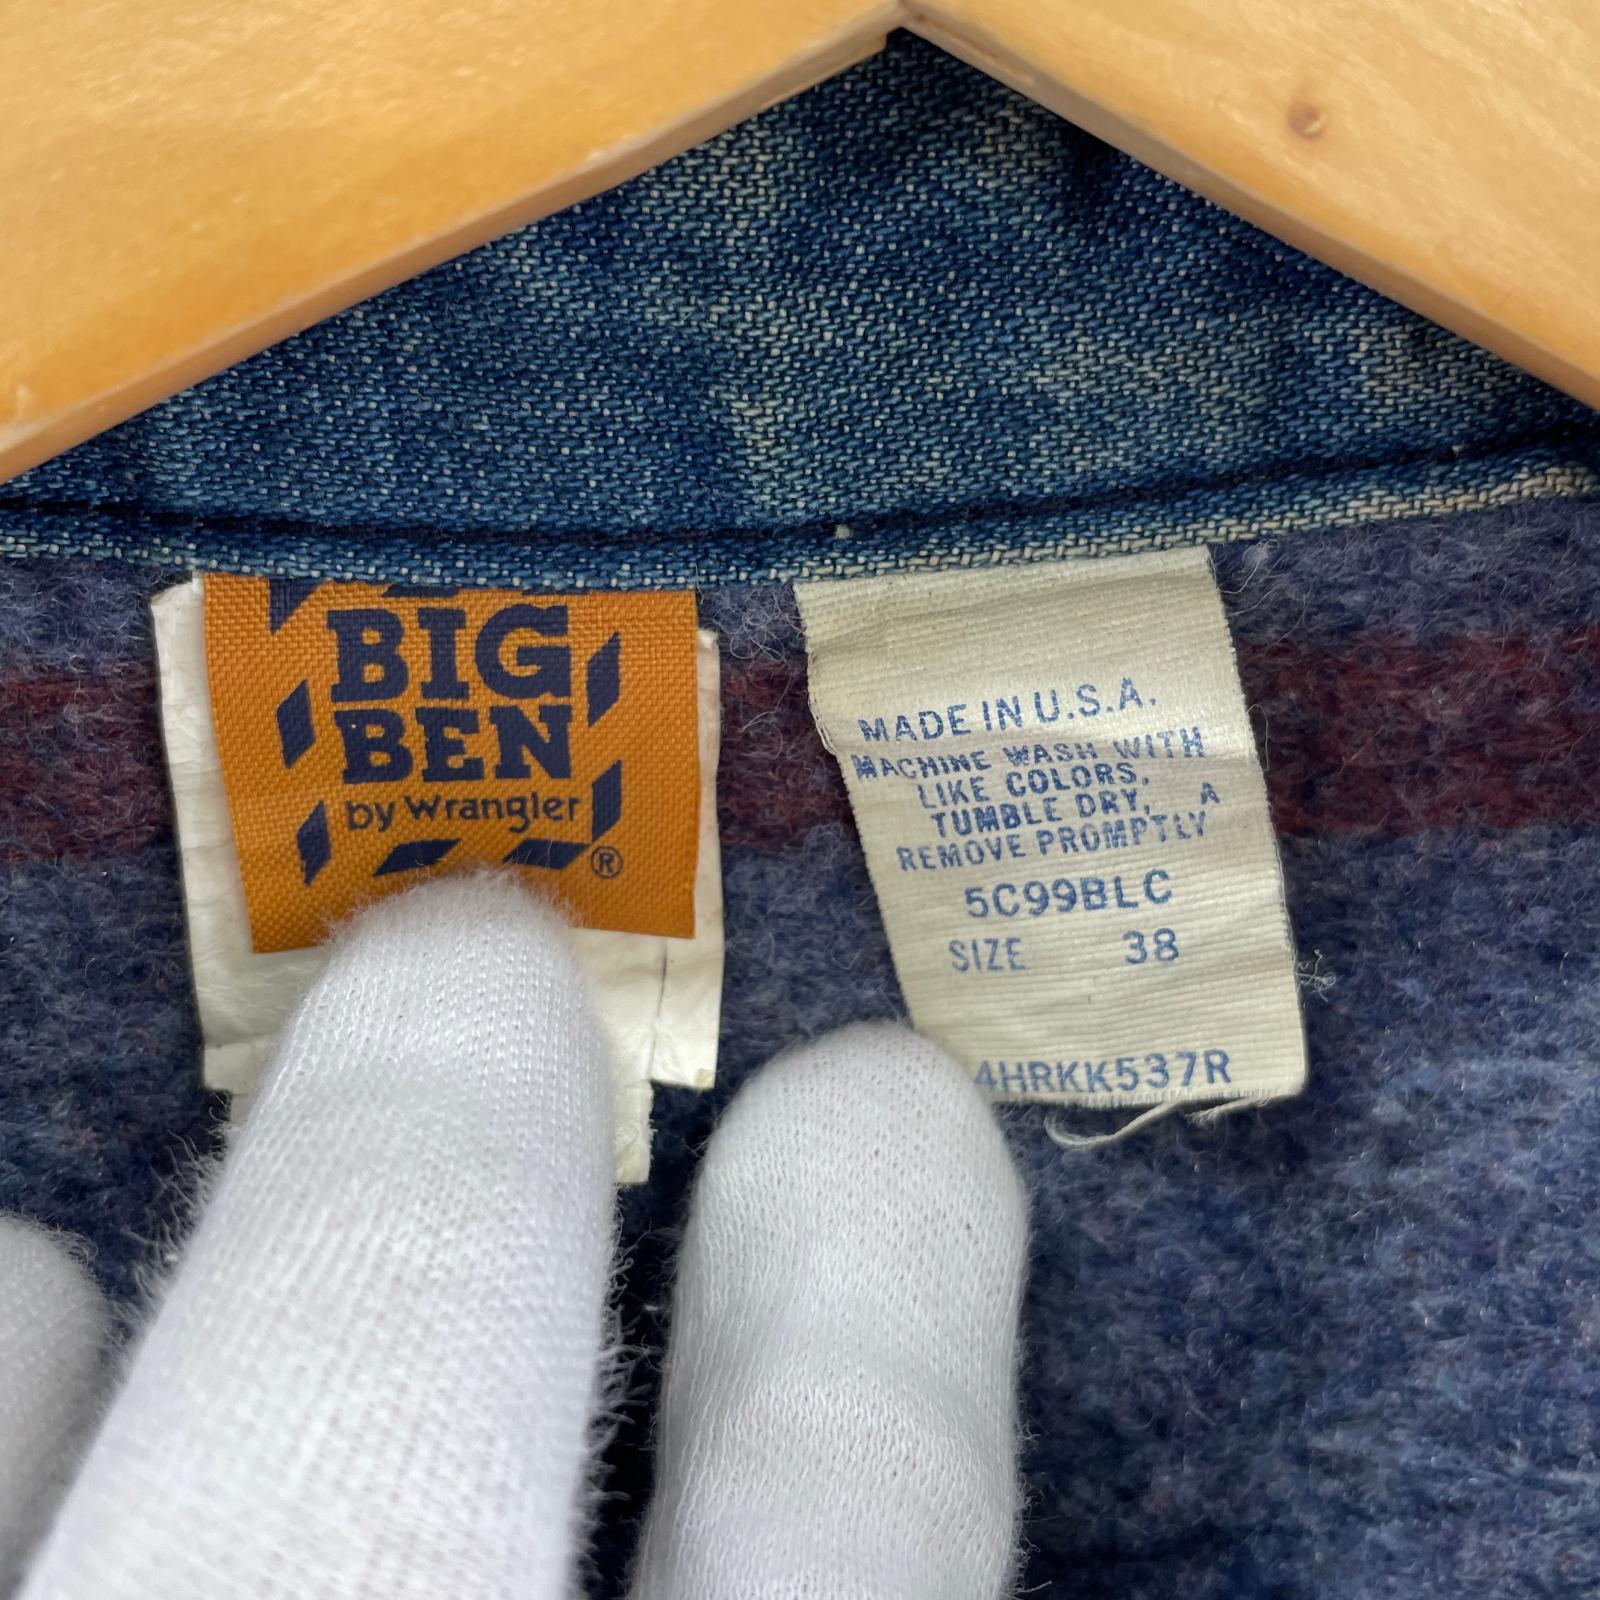 BIG
BEN
by Wrangler
®
MADE IN U.S.A.
MACHINE WASH WITH
LIKE COLORS,
TUMBLE DRY, A
REMOVE PROMPTLY
5C99BLC
SIZE 38
4HRKK537R